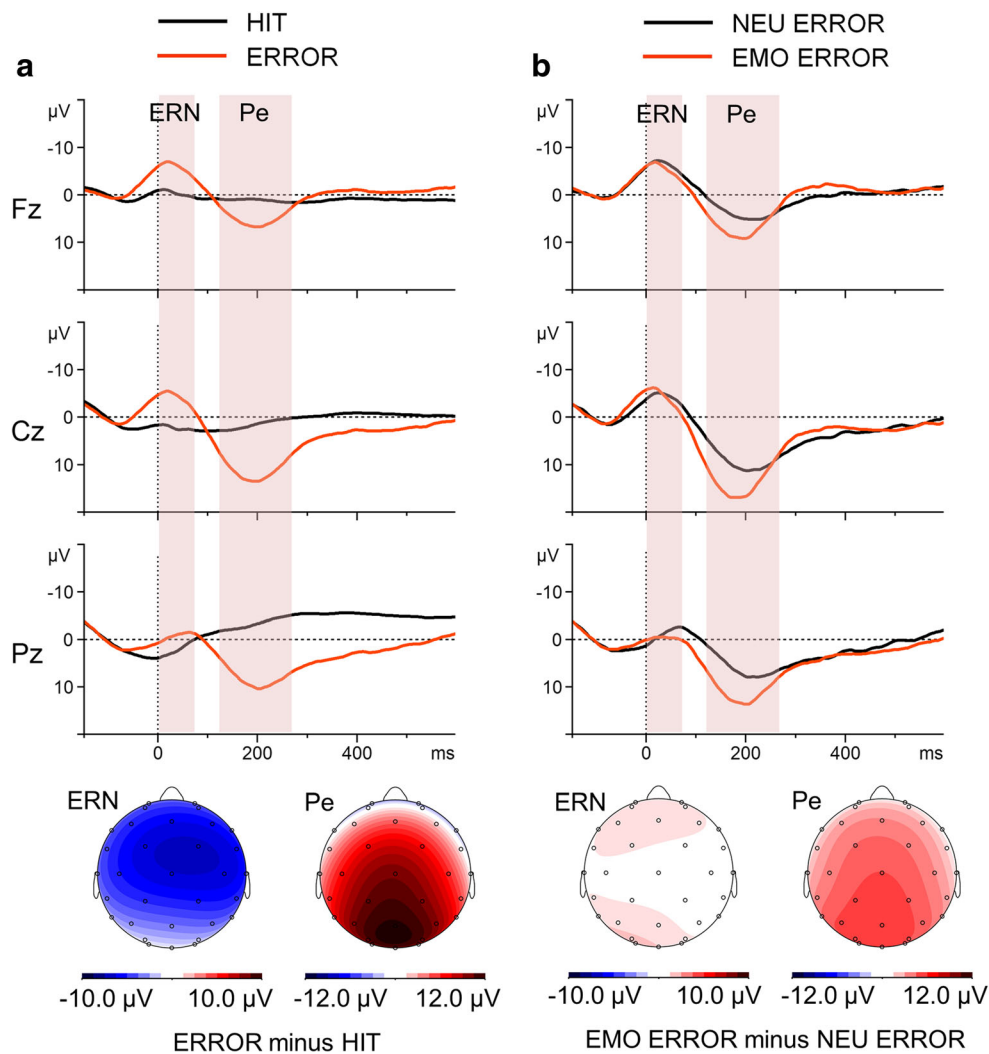 a
HIT
ERROR
µV
ERN
Pe
-10
0
10
Fz
µV
-10
0
10
Cz
µV
-10
0
10
Pz
0
200
400
ms
ERN
Pe
-10.0 µV
10.0 µV
-12.0 µV
12.0 µV
ERROR minus HIT
b
NEU ERROR
EMO ERROR
µV
ERN
Pe
-10
0
10
µV
-10
0
10
µV
-10
0
10
0
200
400
ms
ERN
Pe
-10.0 µV
10.0 µV
-12.0 µV
12.0 µV
EMO ERROR minus NEU ERROR